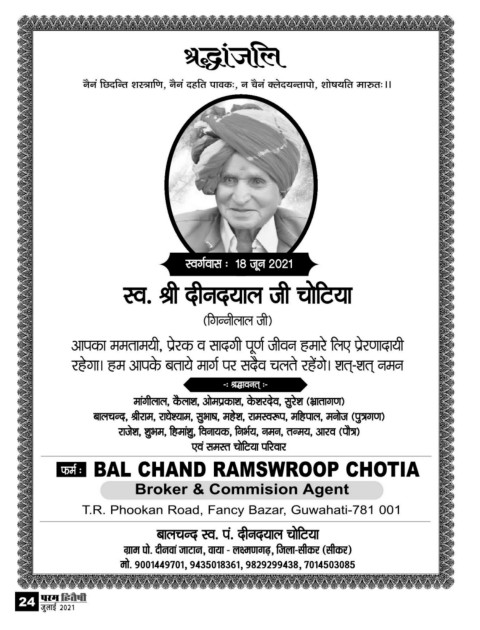 श्रद्धांजलि
नैनं छिदन्ति शस्त्राणि, नैनं दहति पावकः, न चैनं क्लेदयन्तापो, शोषयति मारुतः।।
स्वर्गवास : 18 जून 2021
स्व. श्री दीनदयाल जी चोटिया
(गिन्नीलाल जी)
आपका ममतामयी, प्रेरक व सादगी पूर्ण जीवन हमारे लिए प्रेरणादायी
रहेगा। हम आपके बताये मार्ग पर सदैव चलते रहेंगे। शत्-शत् नमन
-: श्रद्धावनत् :-
मांगीलाल, कैलाश, ओमप्रकाश, केशरदेव, सुरेश (भ्रातागण)
बालचन्द, श्रीराम, राधेश्याम, सुभाष, महेश, रामस्वरूप, महिपाल, मनोज (पुत्रगण)
राजेश, शुभम, हिमांशु, विनायक, निर्भय, नमन, तन्मय, आरव (पौत्र)
एवं समस्त चोटिया परिवार
फर्म : BAL CHAND RAMSWROOP CHOTIA
Broker & Commision Agent
T.R. Phookan Road, Fancy Bazar, Guwahati-781 001
बालचन्द स्व. पं. दीनदयाल चोटिया
ग्राम पो. दीनवां जाटान, वाया - लक्ष्मणगढ़, जिला-सीकर (सीकर)
मो. 9001449701, 9435018361, 9829299438, 7014503085
24 परम हितैषी
जुलाई 2021